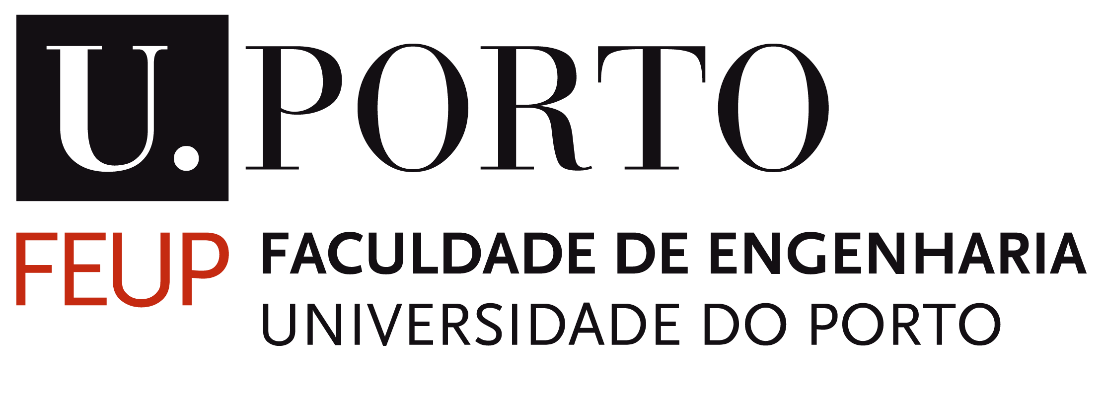 U. PORTO
FEUP FACULDADE DE ENGENHARIA
UNIVERSIDADE DO PORTO